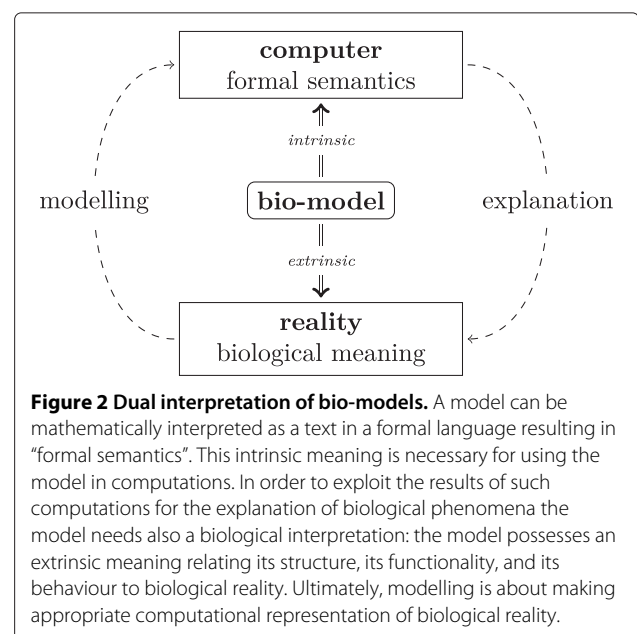 computer
formal semantics
intrinsic
modelling
bio-model
explanation
extrinsic
reality
biological meaning
Figure 2 Dual interpretation of bio-models. A model can be
mathematically interpreted as a text in a formal language resulting in
“formal semantics”. This intrinsic meaning is necessary for using the
model in computations. In order to exploit the results of such
computations for the explanation of biological phenomena the
model needs also a biological interpretation: the model possesses an
extrinsic meaning relating its structure, its functionality, and its
behaviour to biological reality. Ultimately, modelling is about making
appropriate computational representation of biological reality.